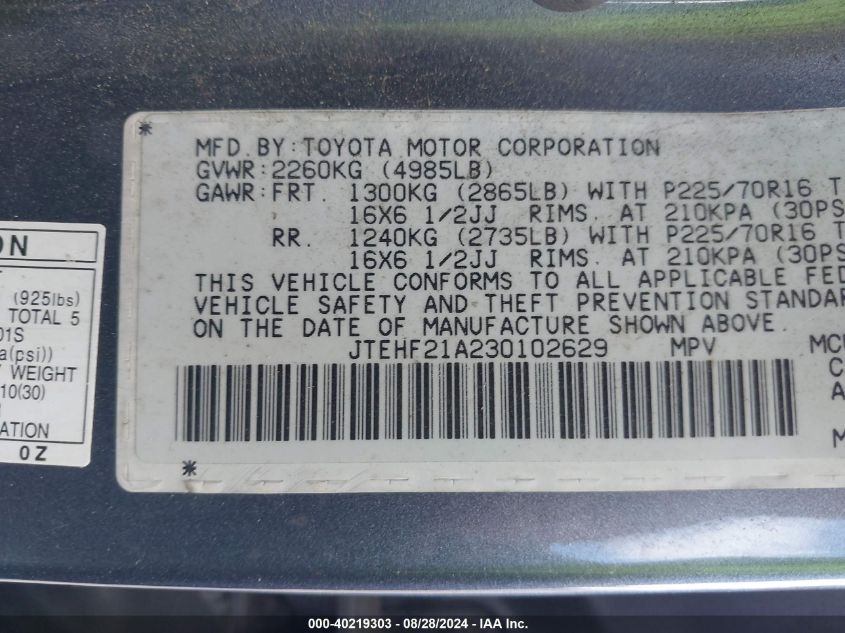 MFD. BY: TOYOTA MOTOR CORPORATION
GVWR: 2260KG (4985LB)
GAWR: FRT. 1300KG (2865LB) WITH P225/70R16 T
16X6 1/2JJ RIMS. AT 210KPA (30PS
RR. 1240KG (2735LB) WITH P225/70R16 T
16X6 1/2JJ RIMS. AT 210KPA (30PS
THIS VEHICLE CONFORMS TO ALL APPLICABLE FED
VEHICLE SAFETY AND THEFT PREVENTION STANDAR
ON THE DATE OF MANUFACTURE SHOWN ABOVE.
JTEHF21A230102629 MPV MC
C
A
M
* *
ON
(925lbs)
TOTAL 5
01S
a(psi))
Y WEIGHT
10(30)
ATION
0Z
000-40219303 / 08/28/2024 / IAAI.COM